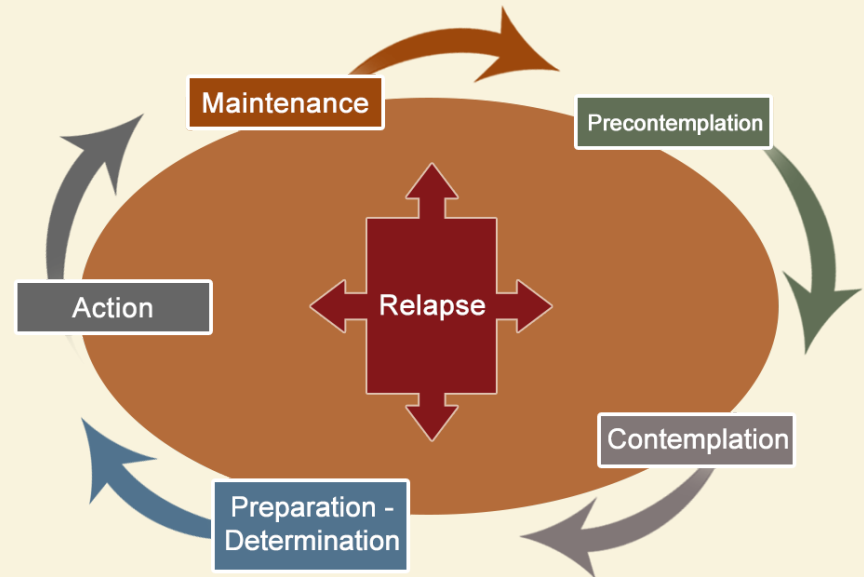 Maintenance
Precontemplation
Action
Relapse
Contemplation
Preparation -
Determination